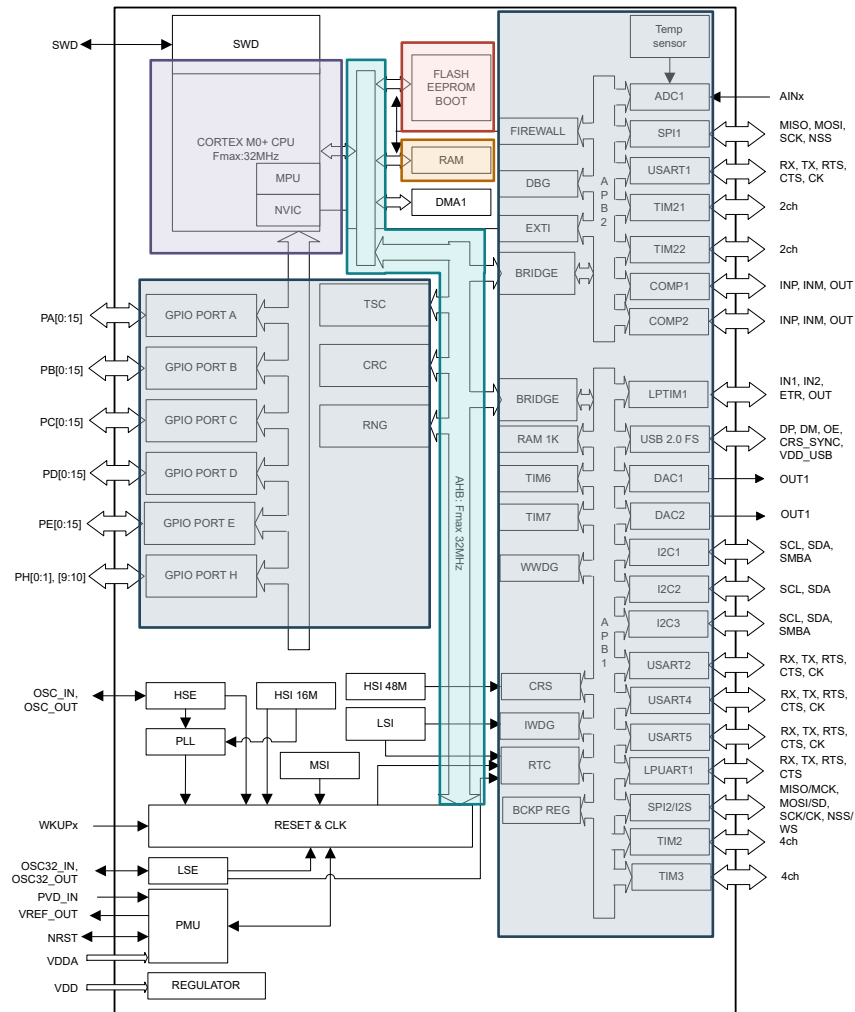 SWD
SWD
CORTEX M0+ CPU
Fmax:32MHz
MPU
NVIC
FLASH
EEPROM
BOOT
RAM
DMA1
Temp
sensor
ADC1
AINx
FIREWALL
SPI1
MISO, MOSI,
SCK, NSS
DBG
USART1
RX, TX, RTS,
CTS, CK
EXTI
TIM21
2ch
BRIDGE
TIM22
2ch
COMP1
INP, INM, OUT
COMP2
INP, INM, OUT
A
P
B
2
PA[0:15]
GPIO PORT A
TSC
PB[0:15]
GPIO PORT B
CRC
PC[0:15]
GPIO PORT C
RNG
PD[0:15]
GPIO PORT D
PE[0:15]
GPIO PORT E
PH[0:1], [9:10]
GPIO PORT H
AHB: Fmax 32MHz
BRIDGE
LPTIM1
IN1, IN2,
ETR, OUT
RAM 1K
USB 2.0 FS
DP, DM, OE,
CRS_SYNC,
VDD_USB
TIM6
DAC1
OUT1
TIM7
DAC2
OUT1
WWDG
I2C1
SCL, SDA,
SMBA
I2C2
SCL, SDA
I2C3
SCL, SDA,
SMBA
A
P
B
1
USART2
RX, TX, RTS,
CTS, CK
CRS
USART4
RX, TX, RTS,
CTS, CK
IWDG
USART5
RX, TX, RTS,
CTS, CK
RTC
LPUART1
RX, TX, RTS,
CTS
BCKP REG
SPI2/I2S
MISO/MCK,
MOSI/SD,
SCK/CK, NSS/
WS
TIM2
4ch
TIM3
4ch
OSC_IN,
OSC_OUT
HSE
HSI 16M
HSI 48M
PLL
LSI
MSI
WKUPx
RESET & CLK
OSC32_IN,
OSC32_OUT
LSE
PVD_IN
VREF_OUT
NRST
VDDA
PMU
VDD
REGULATOR